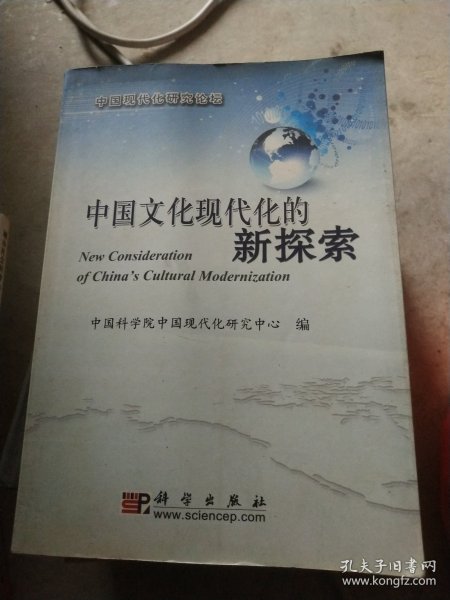 中国现代化研究论坛
中国文化现代化的
新探索
New Consideration
of China's Cultural Modernization
中国科学院中国现代化研究中心 编
科学出版社
www.sciencep.com
孔夫子旧书网
www.kongfz.com